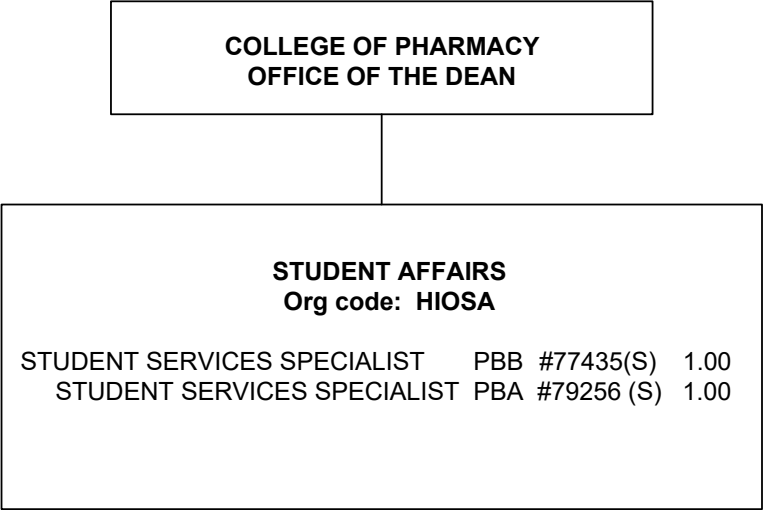 COLLEGE OF PHARMACY
OFFICE OF THE DEAN
STUDENT AFFAIRS
Org code: HIOSA
STUDENT SERVICES SPECIALIST PBB #77435(S) 1.00
STUDENT SERVICES SPECIALIST PBA #79256 (S) 1.00